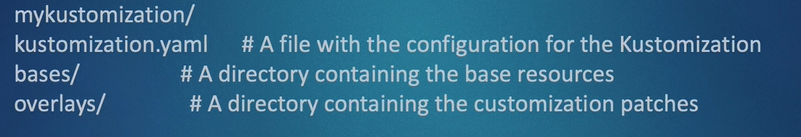 mykustomization/
kustomization.yaml # A file with the configuration for the Kustomization
bases/ # A directory containing the base resources
overlays/ # A directory containing the customization patches